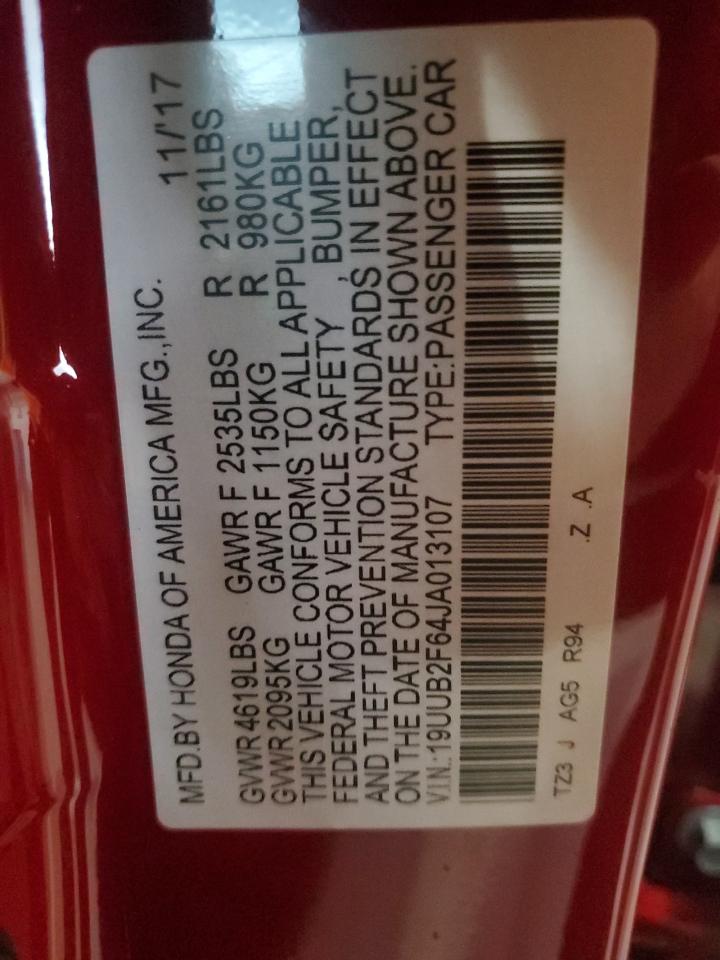 MFD.BY HONDA OF AMERICA MFG.,INC. 11/'17
GVWR 4619LBS GAWR F 2535LBS R 2161LBS
GVWR 2095KG GAWR F 1150KG R 980KG
THIS VEHICLE CONFORMS TO ALL APPLICABLE
FEDERAL MOTOR VEHICLE SAFETY , BUMPER,
AND THEFT PREVENTION STANDARDS IN EFFECT
ON THE DATE OF MANUFACTURE SHOWN ABOVE.
V.I.N.:19UUB2F64JA013107 TYPE:PASSENGER CAR
TZ3 J AG5 R94 .Z .A